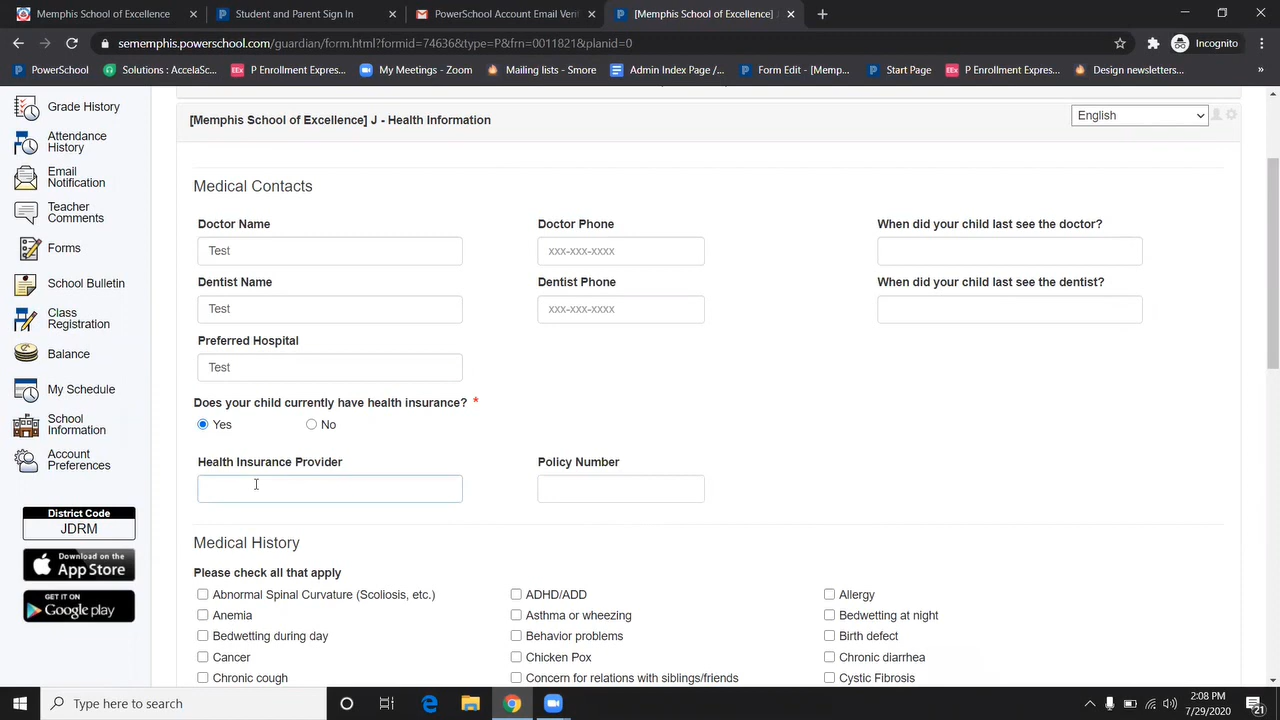 Memphis School of Excellence
Student and Parent Sign In
PowerSchool Account Email Veri
[Memphis School of Excellence] J
sememphis.powerschool.com/guardian/form.html?formid=74636&type=P&frn=0011821&planid=0
Incognito
PowerSchool
Solutions : AccelaSc...
P Enrollment Expres...
My Meetings - Zoom
Mailing lists - Smore
Admin Index Page /...
Form Edit - [Memp...
Start Page
P Enrollment Expres...
Design newsletters...
»
Grade History
Attendance
History
Email
Notification
Teacher
Comments
Forms
School Bulletin
Class
Registration
Balance
My Schedule
School
Information
Account
Preferences
District Code
JDRM
Download on the
App Store
GET IT ON
Google play
[Memphis School of Excellence] J - Health Information
English
Medical Contacts
Doctor Name
Doctor Phone
When did your child last see the doctor?
Test
xxx-xxx-xxxx
Dentist Name
Dentist Phone
When did your child last see the dentist?
Test
xxx-xxx-xxxx
Preferred Hospital
Test
Does your child currently have health insurance? *
Yes
No
Health Insurance Provider
Policy Number
Medical History
Please check all that apply
Abnormal Spinal Curvature (Scoliosis, etc.)
ADHD/ADD
Allergy
Anemia
Asthma or wheezing
Bedwetting at night
Bedwetting during day
Behavior problems
Birth defect
Cancer
Chicken Pox
Chronic diarrhea
Chronic cough
Concern for relations with siblings/friends
Cystic Fibrosis
Type here to search
2:08 PM
7/29/2020
21